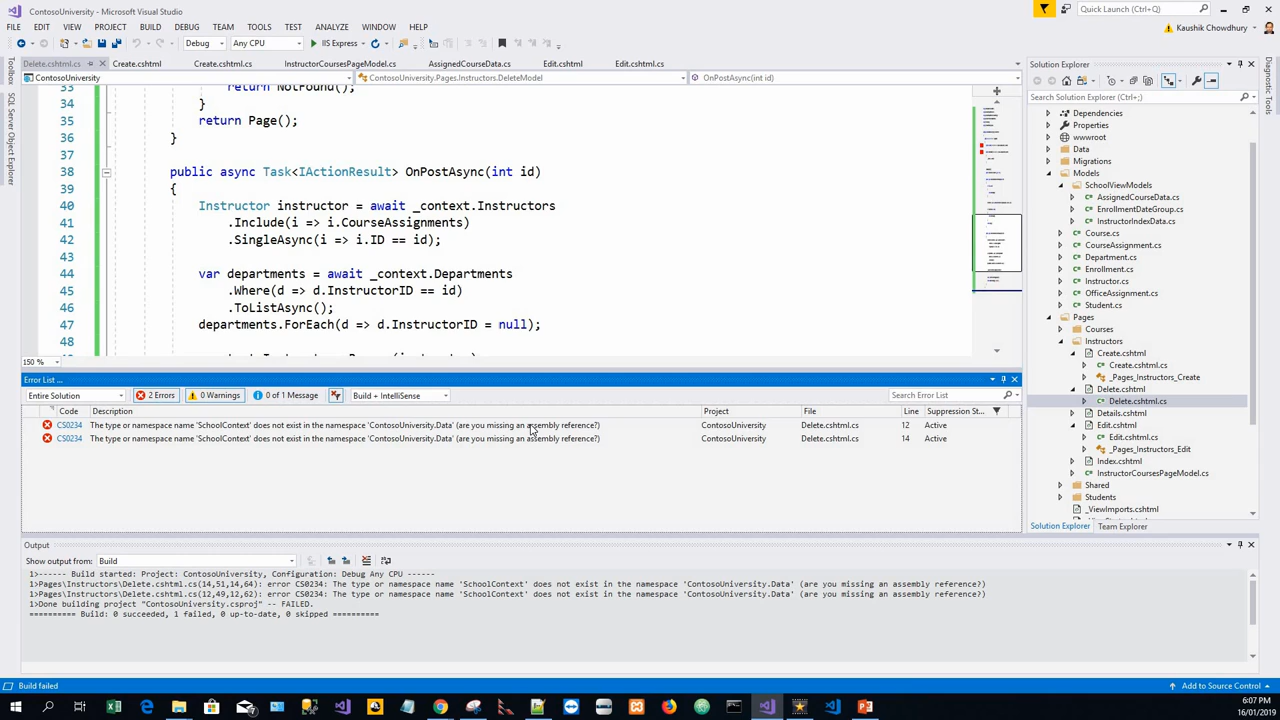 ContosoUniversity - Microsoft Visual Studio
Quick Launch (Ctrl+Q)
FILE EDIT VIEW PROJECT BUILD DEBUG TEAM TOOLS TEST ANALYZE WINDOW HELP
Kaushik Chowdhury
Debug Any CPU IIS Express
Toolbox
SQL Server Object Explorer
Delete.cshtml.cs Create.cshtml Create.cshtml.cs InstructorCoursesPageModel.cs AssignedCourseData.cs Edit.cshtml Edit.cshtml.cs
ContosoUniversity ContosoUniversity.Pages.Instructors.DeleteModel OnPostAsync(int id)
33 return NotFound();
34 }
35 return Page();
36 }
37
38 public async Task<IActionResult> OnPostAsync(int id)
39 {
40 Instructor instructor = await _context.Instructors
41 .Include(i => i.CourseAssignments)
42 .SingleAsync(i => i.ID == id);
43
44 var departments = await _context.Departments
45 .Where(d => d.InstructorID == id)
46 .ToListAsync();
47 departments.ForEach(d => d.InstructorID = null);
48
150 %
Error List ...
Entire Solution 2 Errors 0 Warnings 0 of 1 Message Build + IntelliSense Search Error List
Code Description Project File Line Suppression St...
CS0234 The type or namespace name 'SchoolContext' does not exist in the namespace 'ContosoUniversity.Data' (are you missing an assembly reference?) ContosoUniversity Delete.cshtml.cs 12 Active
CS0234 The type or namespace name 'SchoolContext' does not exist in the namespace 'ContosoUniversity.Data' (are you missing an assembly reference?) ContosoUniversity Delete.cshtml.cs 14 Active
Output
Show output from: Build
1>------ Build started: Project: ContosoUniversity, Configuration: Debug Any CPU ------
1>Pages\Instructors\Delete.cshtml.cs(14,51,14,64): error CS0234: The type or namespace name 'SchoolContext' does not exist in the namespace 'ContosoUniversity.Data' (are you missing an assembly reference?)
1>Pages\Instructors\Delete.cshtml.cs(12,49,12,62): error CS0234: The type or namespace name 'SchoolContext' does not exist in the namespace 'ContosoUniversity.Data' (are you missing an assembly reference?)
1>Done building project "ContosoUniversity.csproj" -- FAILED.
========== Build: 0 succeeded, 1 failed, 0 up-to-date, 0 skipped ==========
Solution Explorer
Search Solution Explorer (Ctrl+;)
Dependencies
Properties
wwwroot
Data
Migrations
Models
SchoolViewModels
AssignedCourseData.cs
EnrollmentDateGroup.cs
InstructorIndexData.cs
Course.cs
CourseAssignment.cs
Department.cs
Enrollment.cs
Instructor.cs
OfficeAssignment.cs
Student.cs
Pages
Courses
Instructors
Create.cshtml
Create.cshtml.cs
_Pages_Instructors_Create
Delete.cshtml
Delete.cshtml.cs
Details.cshtml
Edit.cshtml
Edit.cshtml.cs
_Pages_Instructors_Edit
Index.cshtml
InstructorCoursesPageModel.cs
Shared
Students
_ViewImports.cshtml
Solution Explorer Team Explorer
Diagnostic Tools
Build failed
Add to Source Control
6:07 PM
16/01/2019